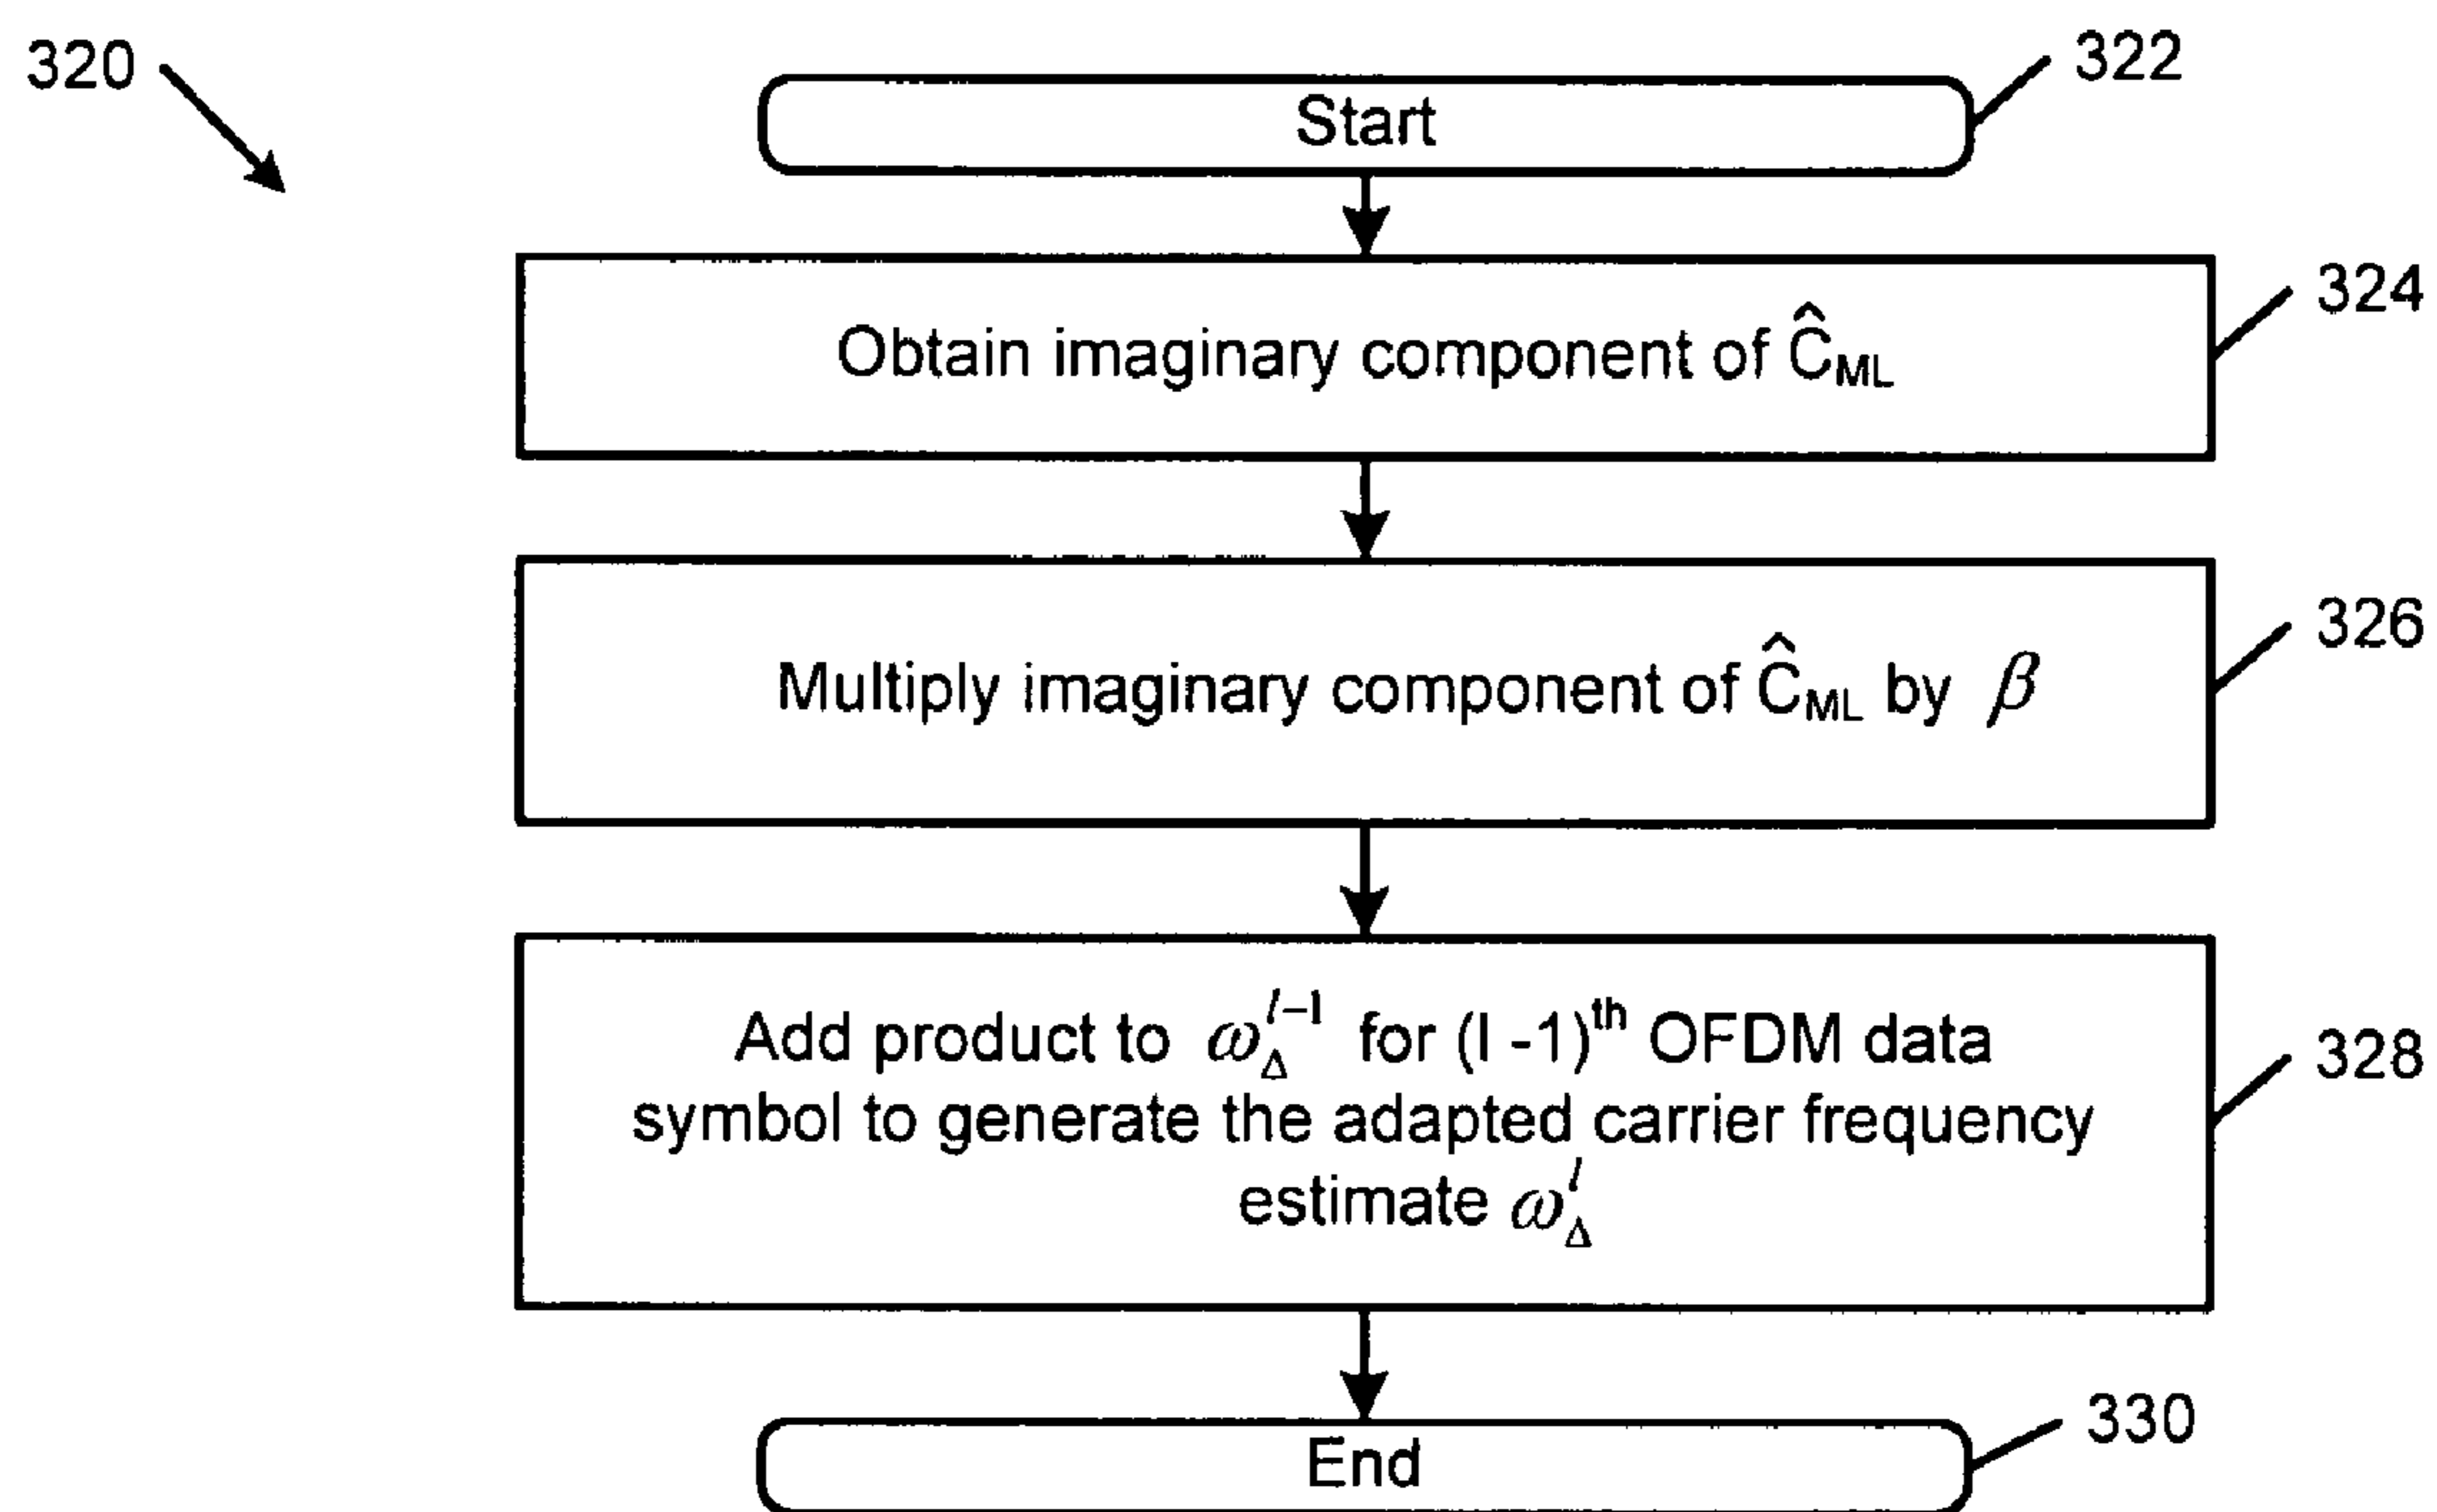 320
322
Start
324
Obtain imaginary component of Ĉ_ML
326
Multiply imaginary component of Ĉ_ML by β
328
Add product to ω_Δ^{l−1} for (l -1)^th OFDM data
symbol to generate the adapted carrier frequency
estimate ω_Δ^l
330
End